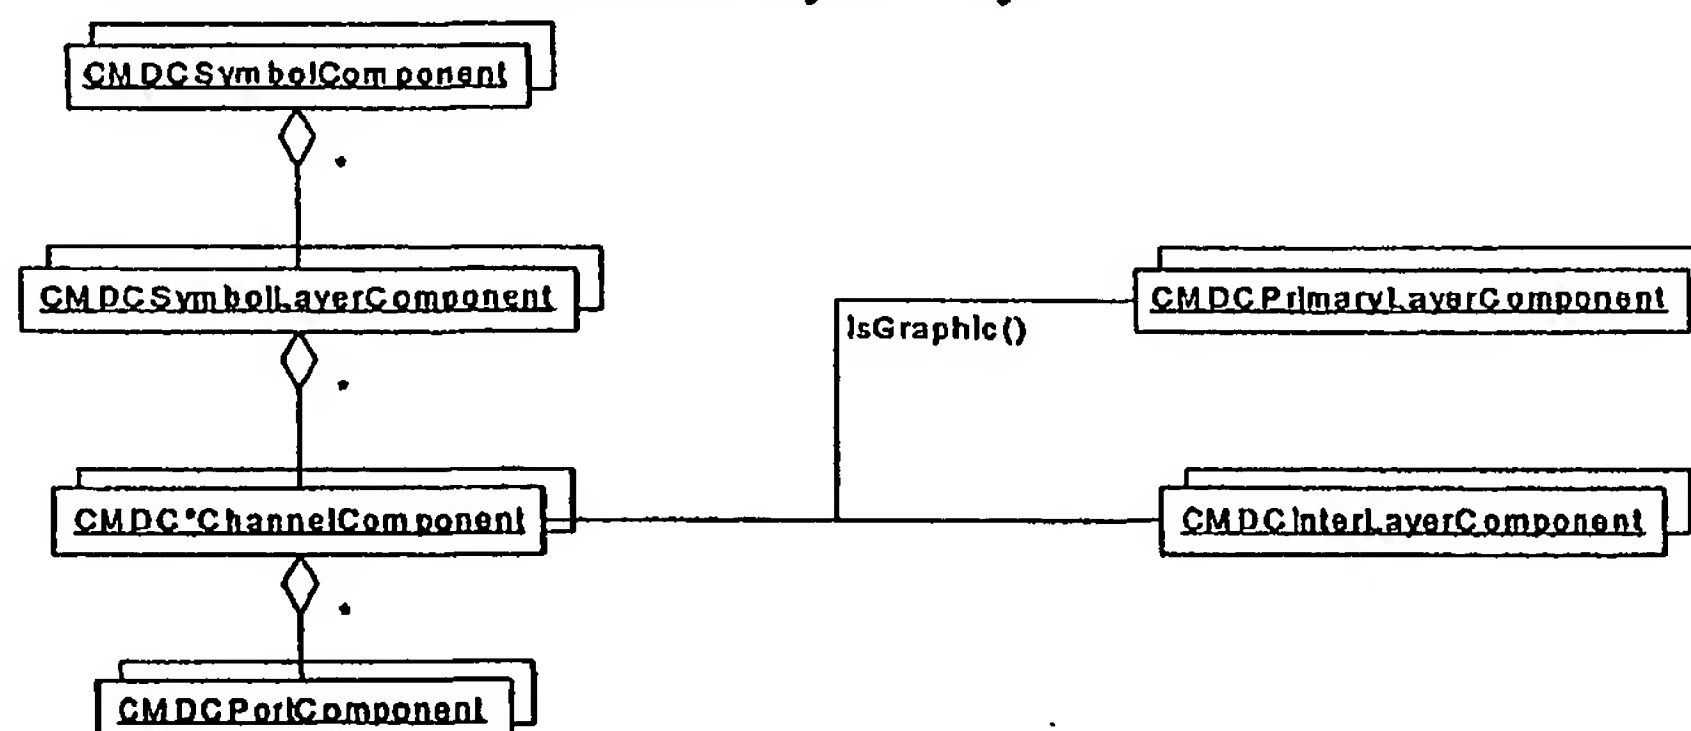 CMDCSymbolComponent
*
CMDCSymbolLayerComponent
CMDCPrimaryLayerComponent
isGraphic()
*
CMDC*ChannelComponent
CMDCInterLayerComponent
*
CMDCPortComponent